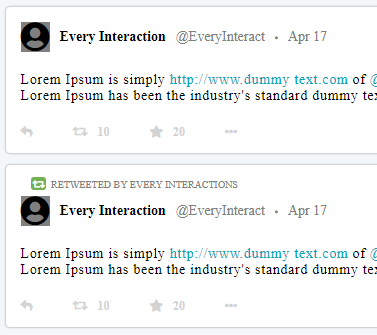 Every Interaction @EveryInteract • Apr 17
Lorem Ipsum is simply http://www.dummy text.com of @
Lorem Ipsum has been the industry's standard dummy tex
10 20
RETWEETED BY EVERY INTERACTIONS
Every Interaction @EveryInteract • Apr 17
Lorem Ipsum is simply http://www.dummy text.com of @
Lorem Ipsum has been the industry's standard dummy tex
10 20